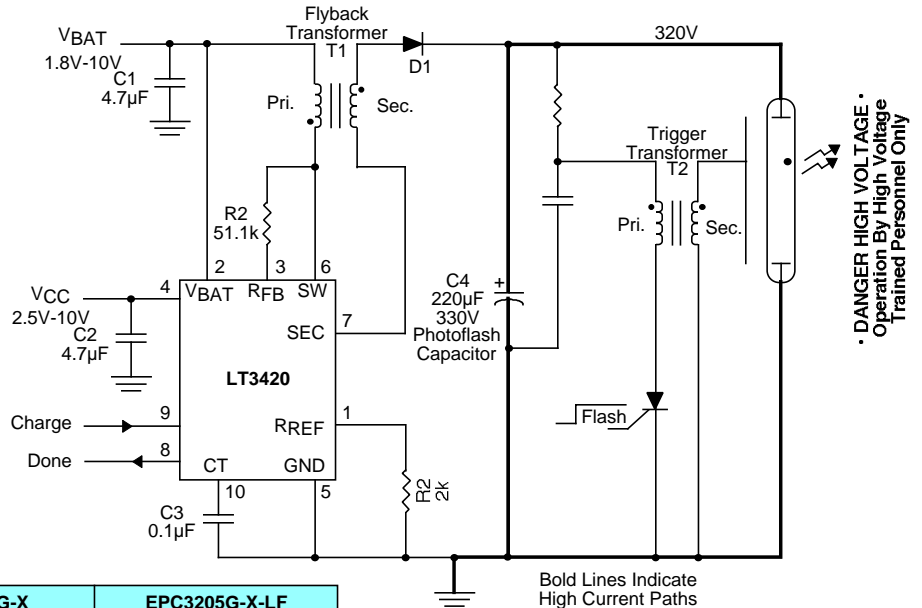 Flyback
Transformer
T1
VBAT
1.8V-10V
C1
4.7µF
Pri.
Sec.
D1
320V
R2
51.1k
Trigger
Transformer
T2
Pri.
Sec.
• DANGER HIGH VOLTAGE •
Operation By High Voltage
Trained Personnel Only
VCC
2.5V-10V
C2
4.7µF
4
2
3
6
VBAT
RFB
SW
SEC
7
LT3420
C4
+
220µF
330V
Photoflash
Capacitor
Charge
9
Done
8
RREF
1
CT
GND
10
5
R2
2k
Flash
C3
0.1µF
Bold Lines Indicate
High Current Paths
G-X
EPC3205G-X-LF